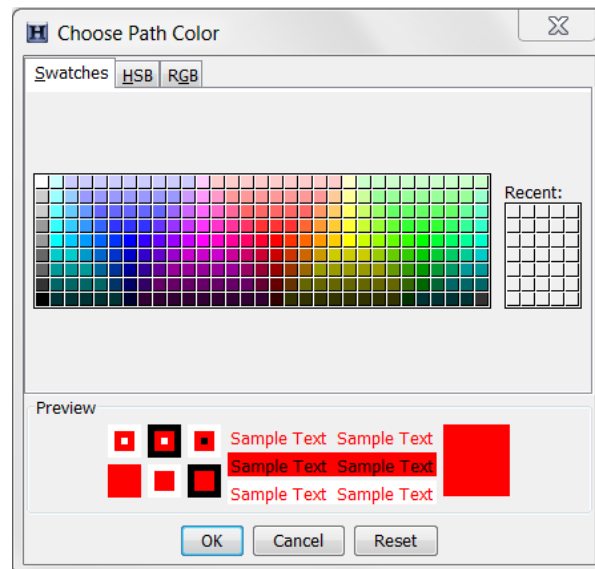 H Choose Path Color
Swatches HSB RGB
Recent:
Preview
Sample Text Sample Text
Sample Text Sample Text
Sample Text Sample Text
OK Cancel Reset